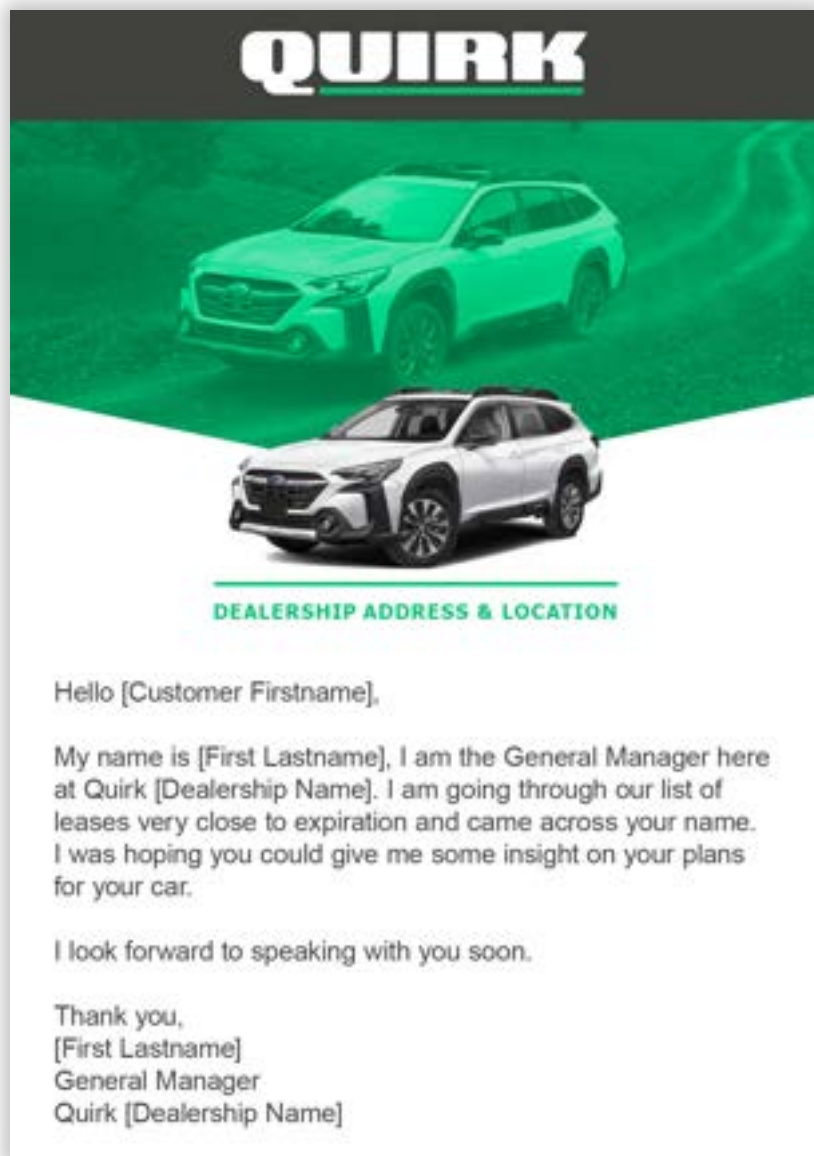 QUIRK
DEALERSHIP ADDRESS & LOCATION
Hello [Customer Firstname],
My name is [First Lastname], I am the General Manager here
at Quirk [Dealership Name]. I am going through our list of
leases very close to expiration and came across your name.
I was hoping you could give me some insight on your plans
for your car.
I look forward to speaking with you soon.
Thank you,
[First Lastname]
General Manager
Quirk [Dealership Name]